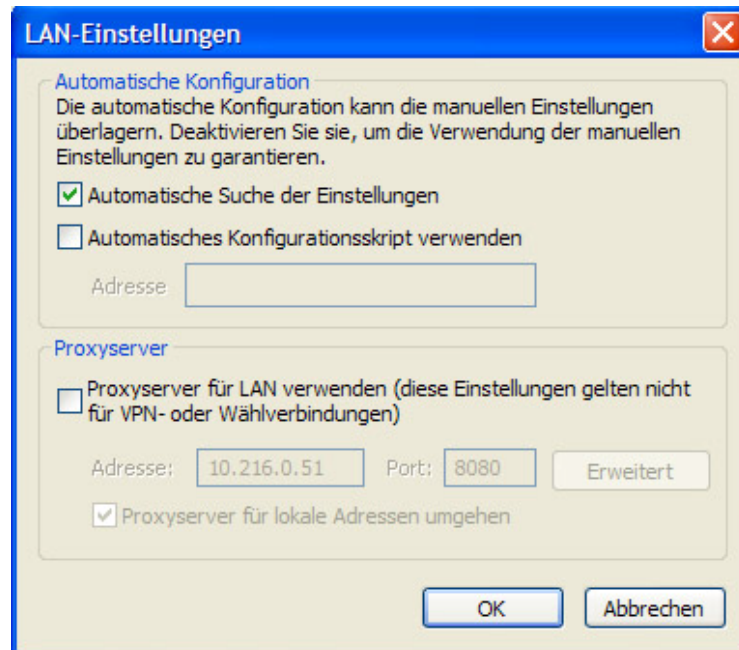 LAN-Einstellungen
Automatische Konfiguration
Die automatische Konfiguration kann die manuellen Einstellungen
überlagern. Deaktivieren Sie sie, um die Verwendung der manuellen
Einstellungen zu garantieren.
Automatische Suche der Einstellungen
Automatisches Konfigurationsskript verwenden
Adresse
Proxyserver
Proxyserver für LAN verwenden (diese Einstellungen gelten nicht
für VPN- oder Wählverbindungen)
Adresse: 10.216.0.51 Port: 8080 Erweitert
Proxyserver für lokale Adressen umgehen
OK Abbrechen